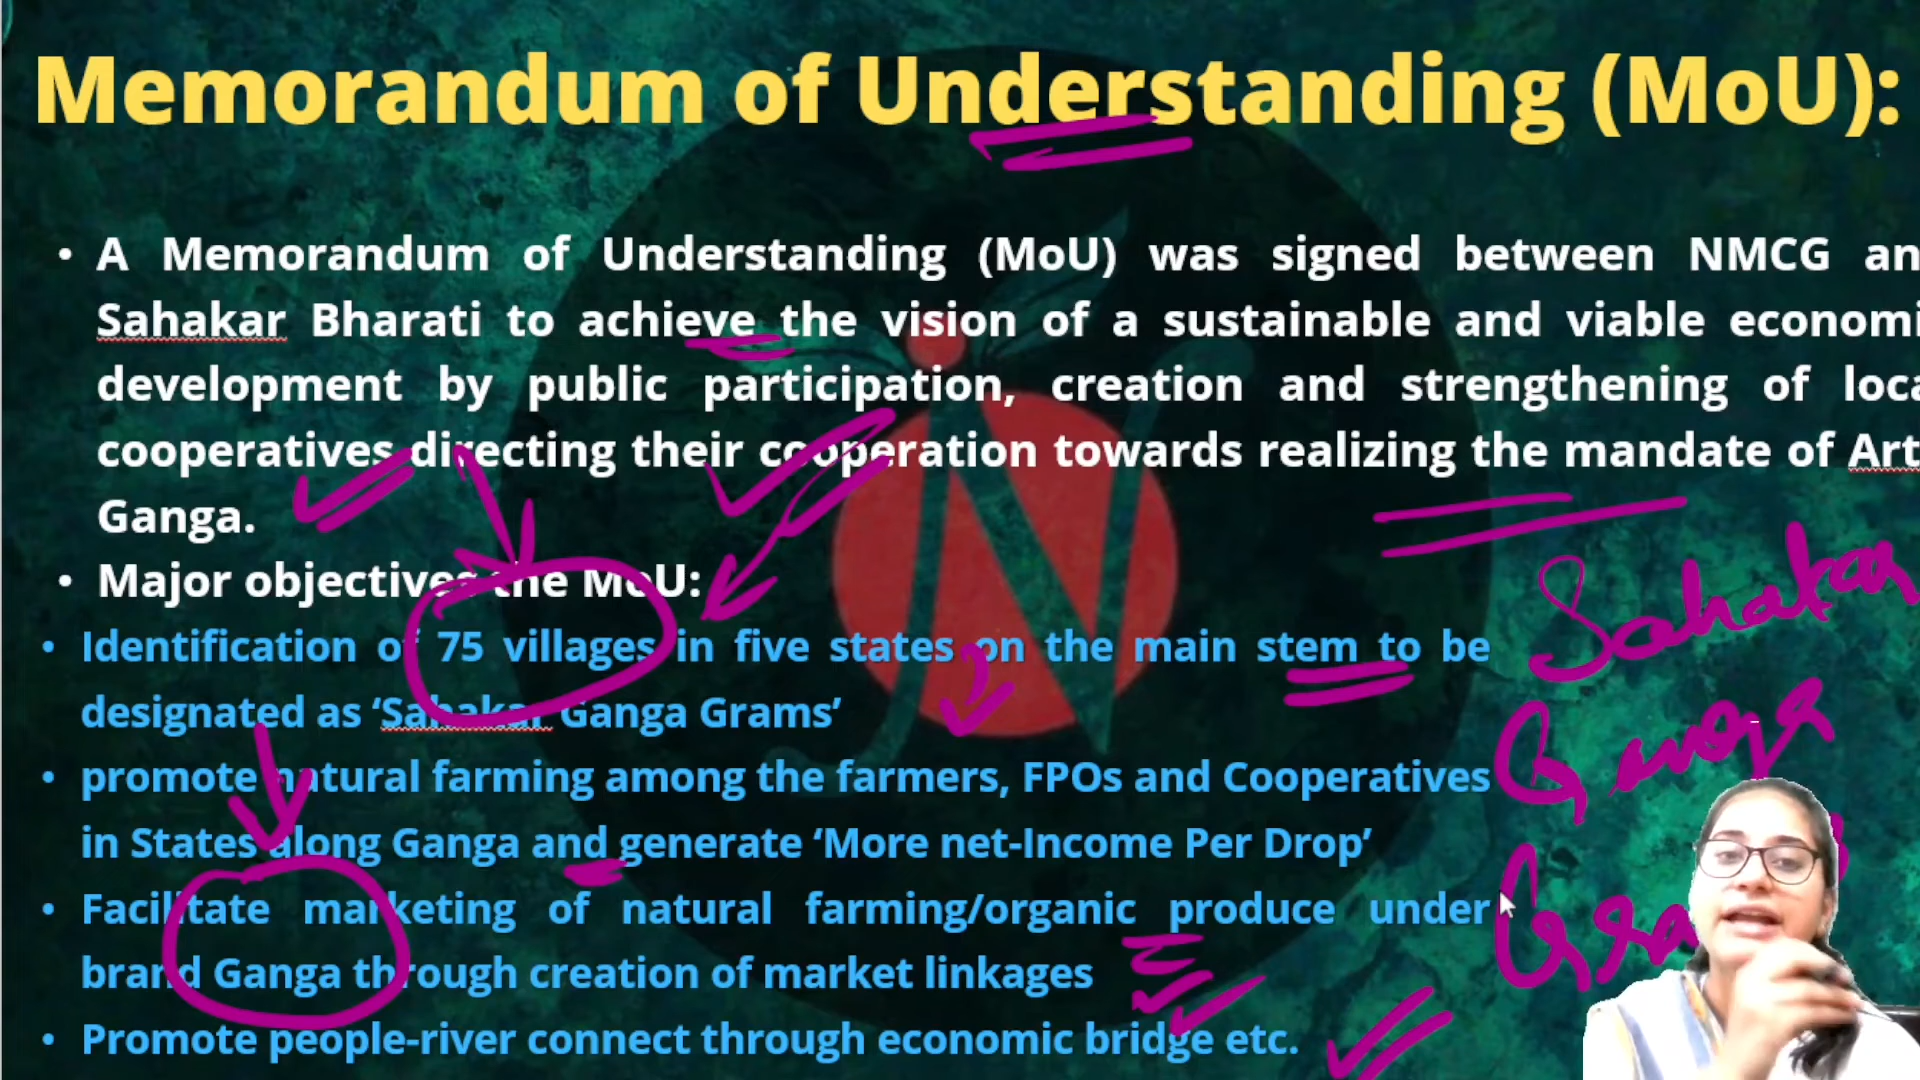 Memorandum of Understanding (MoU):
• A Memorandum of Understanding (MoU) was signed between NMCG an
Sahakar Bharati to achieve the vision of a sustainable and viable economi
development by public participation, creation and strengthening of loca
cooperatives directing their cooperation towards realizing the mandate of Art
Ganga.
• Major objectives the MoU:
• Identification of 75 villages in five states on the main stem to be
designated as ‘Sahakar Ganga Grams’
• promote natural farming among the farmers, FPOs and Cooperatives
in States along Ganga and generate ‘More net-Income Per Drop’
• Facilitate marketing of natural farming/organic produce under
brand Ganga through creation of market linkages
• Promote people-river connect through economic bridge etc.
Sahakar
Ganga
Gra